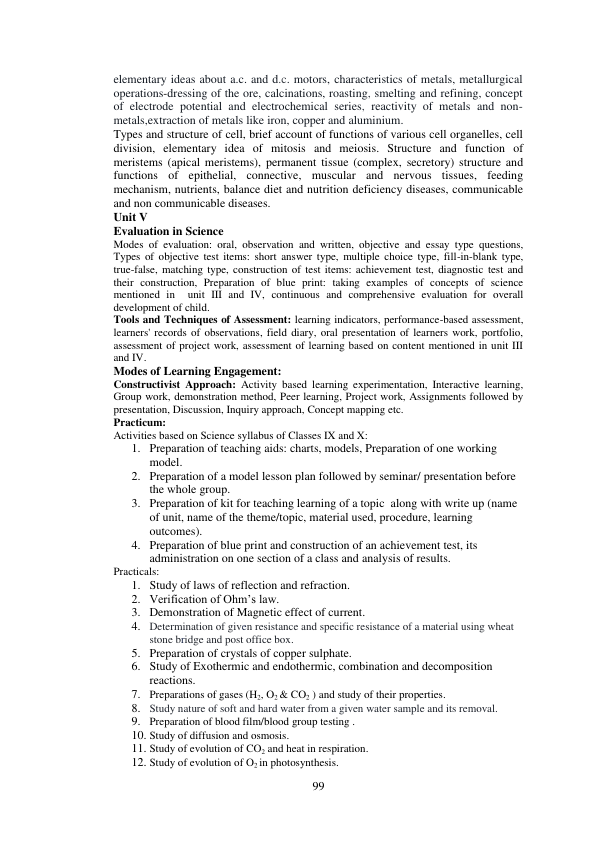 elementary ideas about a.c. and d.c. motors, characteristics of metals, metallurgical
operations-dressing of the ore, calcinations, roasting, smelting and refining, concept
of electrode potential and electrochemical series, reactivity of metals and non-
metals,extraction of metals like iron, copper and aluminium.
Types and structure of cell, brief account of functions of various cell organelles, cell
division, elementary idea of mitosis and meiosis. Structure and function of
meristems (apical meristems), permanent tissue (complex, secretory) structure and
functions of epithelial, connective, muscular and nervous tissues, feeding
mechanism, nutrients, balance diet and nutrition deficiency diseases, communicable
and non communicable diseases.
Unit V
Evaluation in Science
Modes of evaluation: oral, observation and written, objective and essay type questions,
Types of objective test items: short answer type, multiple choice type, fill-in-blank type,
true-false, matching type, construction of test items: achievement test, diagnostic test and
their construction, Preparation of blue print: taking examples of concepts of science
mentioned in unit III and IV, continuous and comprehensive evaluation for overall
development of child.
Tools and Techniques of Assessment: learning indicators, performance-based assessment,
learners' records of observations, field diary, oral presentation of learners work, portfolio,
assessment of project work, assessment of learning based on content mentioned in unit III
and IV.
Modes of Learning Engagement:
Constructivist Approach: Activity based learning experimentation, Interactive learning,
Group work, demonstration method, Peer learning, Project work, Assignments followed by
presentation, Discussion, Inquiry approach, Concept mapping etc.
Practicum:
Activities based on Science syllabus of Classes IX and X:
1. Preparation of teaching aids: charts, models, Preparation of one working
model.
2. Preparation of a model lesson plan followed by seminar/ presentation before
the whole group.
3. Preparation of kit for teaching learning of a topic along with write up (name
of unit, name of the theme/topic, material used, procedure, learning
outcomes).
4. Preparation of blue print and construction of an achievement test, its
administration on one section of a class and analysis of results.
Practicals:
1. Study of laws of reflection and refraction.
2. Verification of Ohm's law.
3. Demonstration of Magnetic effect of current.
4. Determination of given resistance and specific resistance of a material using wheat
stone bridge and post office box.
5. Preparation of crystals of copper sulphate.
6. Study of Exothermic and endothermic, combination and decomposition
reactions.
7. Preparations of gases (H₂, O₂ & CO₂ ) and study of their properties.
8. Study nature of soft and hard water from a given water sample and its removal.
9. Preparation of blood film/blood group testing .
10. Study of diffusion and osmosis.
11. Study of evolution of CO₂ and heat in respiration.
12. Study of evolution of O₂ in photosynthesis.
99